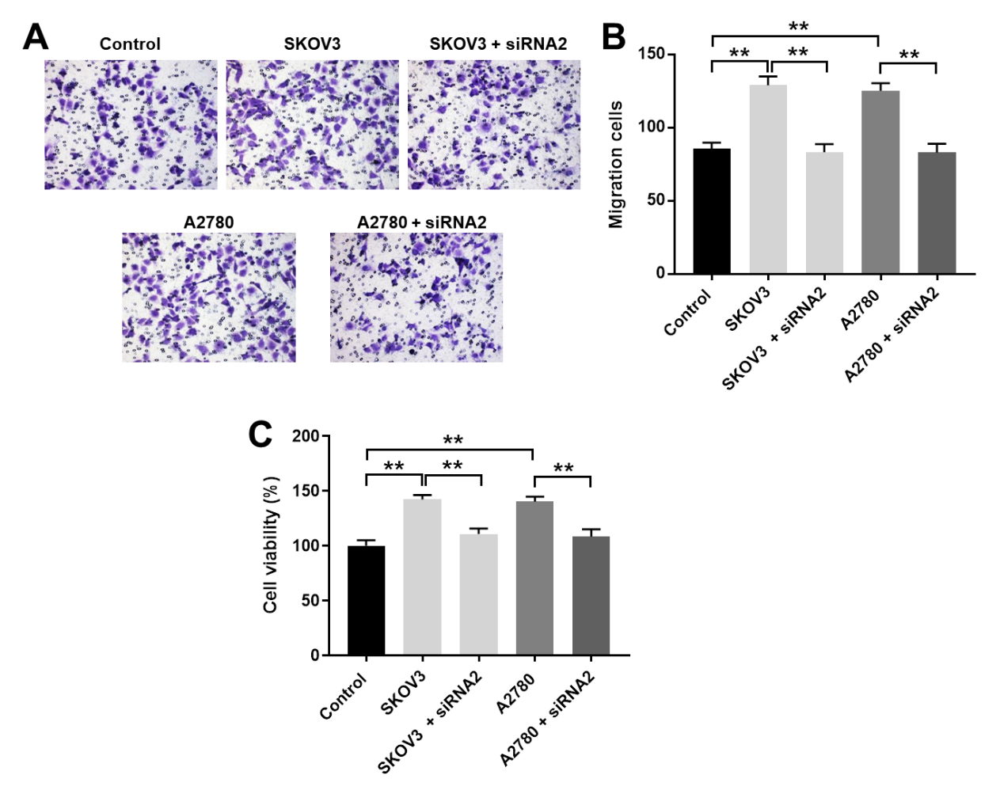 A
Control
SKOV3
SKOV3 + siRNA2
A2780
A2780 + siRNA2
B
**
**
**
**
150
100
50
0
Migration cells
Control
SKOV3
SKOV3 + siRNA2
A2780
A2780 + siRNA2
C
**
**
**
**
200
150
100
50
0
Cell viability (%)
Control
SKOV3
SKOV3 + siRNA2
A2780
A2780 + siRNA2